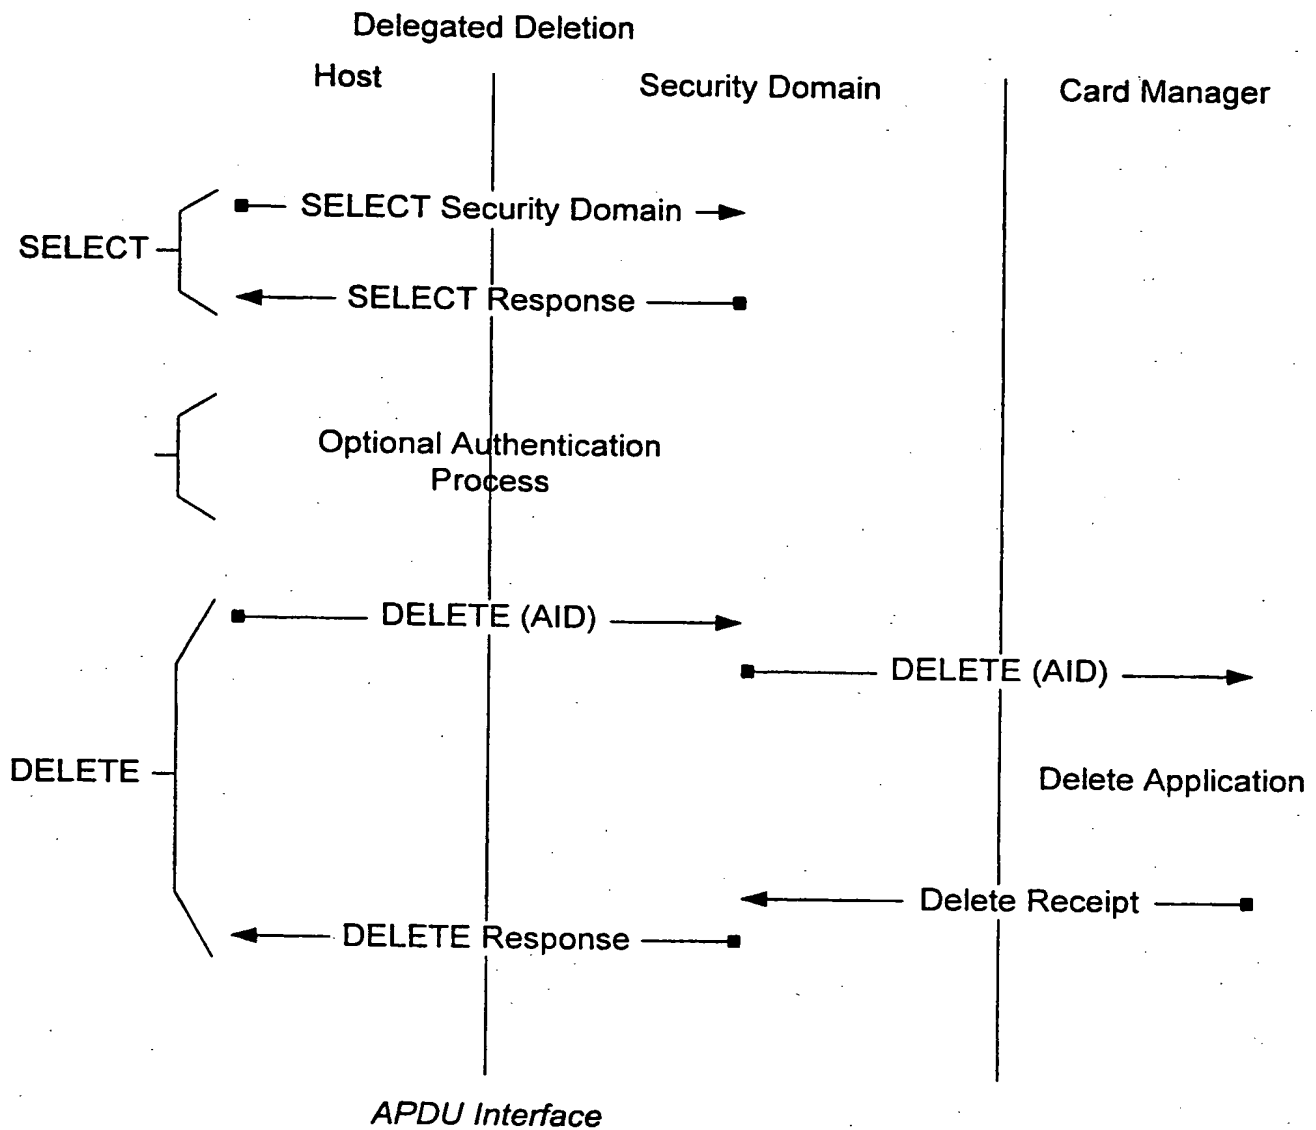 Delegated Deletion
Host
Security Domain
Card Manager
SELECT Security Domain
SELECT
SELECT Response
Optional Authentication
Process
DELETE (AID)
DELETE (AID)
DELETE
Delete Application
Delete Receipt
DELETE Response
APDU Interface